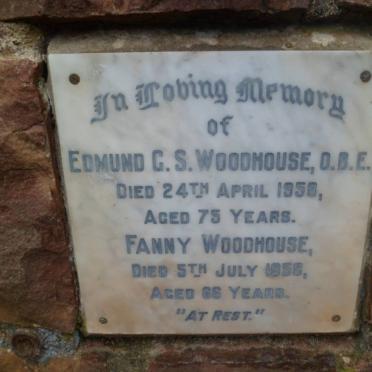 In Loving Memory
of
EDMUND G. S. WOODHOUSE, O.B.E.
DIED 24TH APRIL 1958,
AGED 75 YEARS.
FANNY WOODHOUSE,
DIED 5TH JULY 1956,
AGED 66 YEARS.
"AT REST."